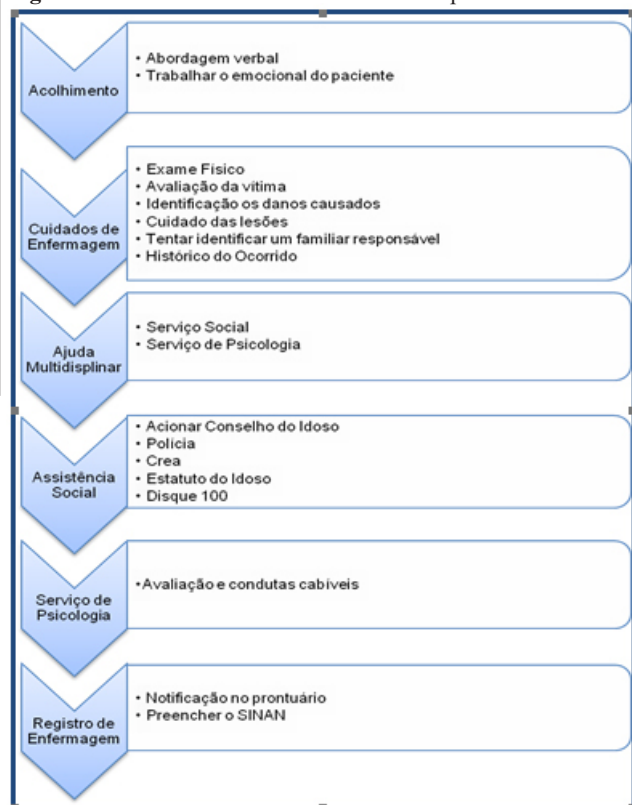 Acolhimento
• Abordagem verbal
• Trabalhar o emocional do paciente
Cuidados de
Enfermagem
• Exame Físico
• Avaliação da vítima
• Identificação os danos causados
• Cuidado das lesões
• Tentar identificar um familiar responsável
• Histórico do Ocorrido
Ajuda
Multidisplinar
• Serviço Social
• Serviço de Psicologia
Assistência
Social
• Acionar Conselho do Idoso
• Polícia
• Crea
• Estatuto do Idoso
• Disque 100
Serviço de
Psicologia
•Avaliação e condutas cabíveis
Registro de
Enfermagem
• Notificação no prontuário
• Preencher o SINAN